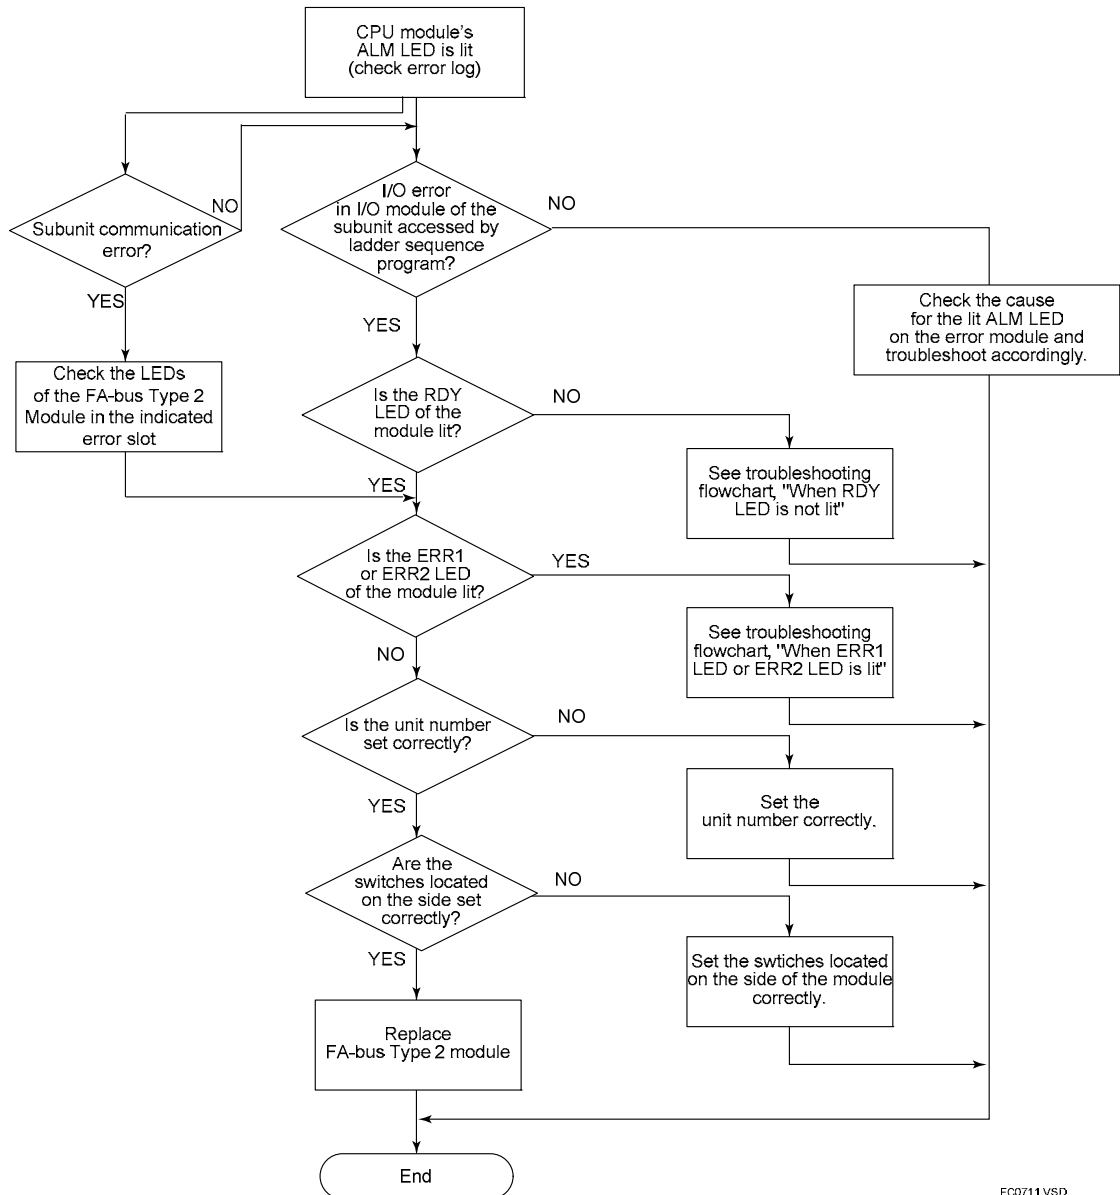 CPU module's
ALM LED is lit
(check error log)
NO
Subunit communication
error?
YES
Check the LEDs
of the FA-bus Type 2
Module in the indicated
error slot
I/O error
in I/O module of the
subunit accessed by
ladder sequence
program?
NO
YES
Check the cause
for the lit ALM LED
on the error module and
troubleshoot accordingly.
Is the RDY
LED of the
module lit?
NO
YES
See troubleshooting
flowchart, "When RDY
LED is not lit"
Is the ERR1
or ERR2 LED
of the module lit?
YES
NO
See troubleshooting
flowchart, "When ERR1
LED or ERR2 LED is lit"
Is the unit number
set correctly?
NO
YES
Set the
unit number correctly.
Are the
switches located
on the side set
correctly?
NO
YES
Set the swtiches located
on the side of the module
correctly.
Replace
FA-bus Type 2 module
End
FC0711.VSD